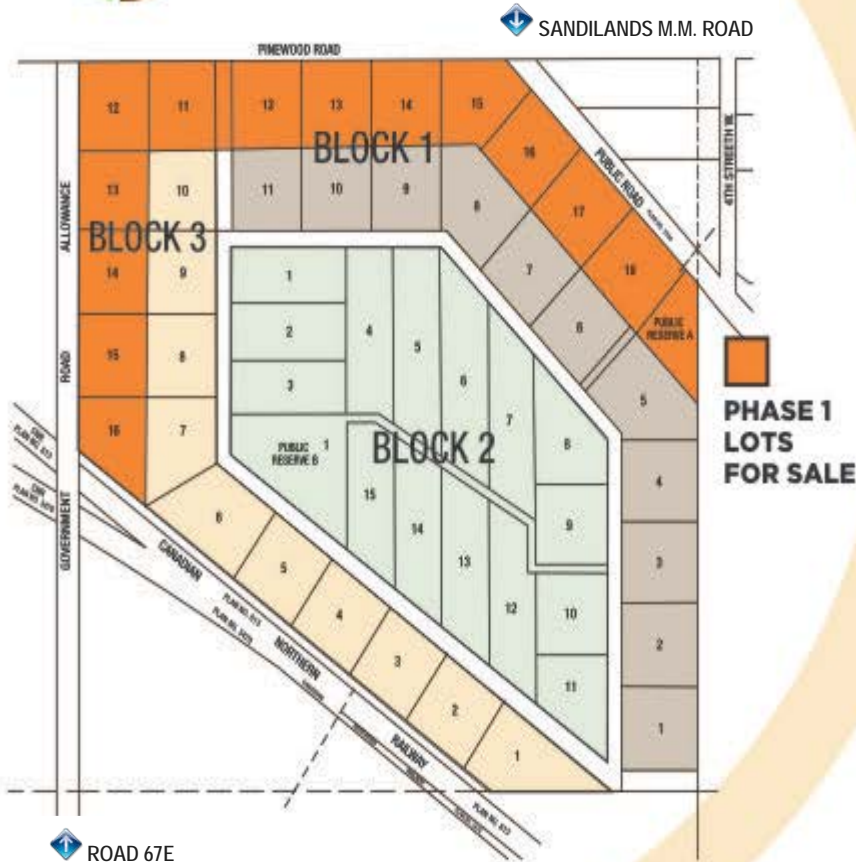 SANDILANDS M.M. ROAD
PINEWOOD ROAD
12
11
12
13
14
15
BLOCK 1
16
PUBLIC ROAD
4TH STREETH W.
17
18
PUBLIC
RESERVE A
13
10
11
10
9
8
7
6
5
4
3
2
1
BLOCK 3
14
9
15
8
16
7
GOVERNMENT ROAD ALLOWANCE
1
2
3
4
5
6
7
8
BLOCK 2
PUBLIC 1
RESERVE B
15
14
13
12
9
10
11
6
5
4
3
2
1
CANADIAN NORTHERN RAILWAY
PLAN NO. 613
PHASE 1
LOTS
FOR SALE
ROAD 67E